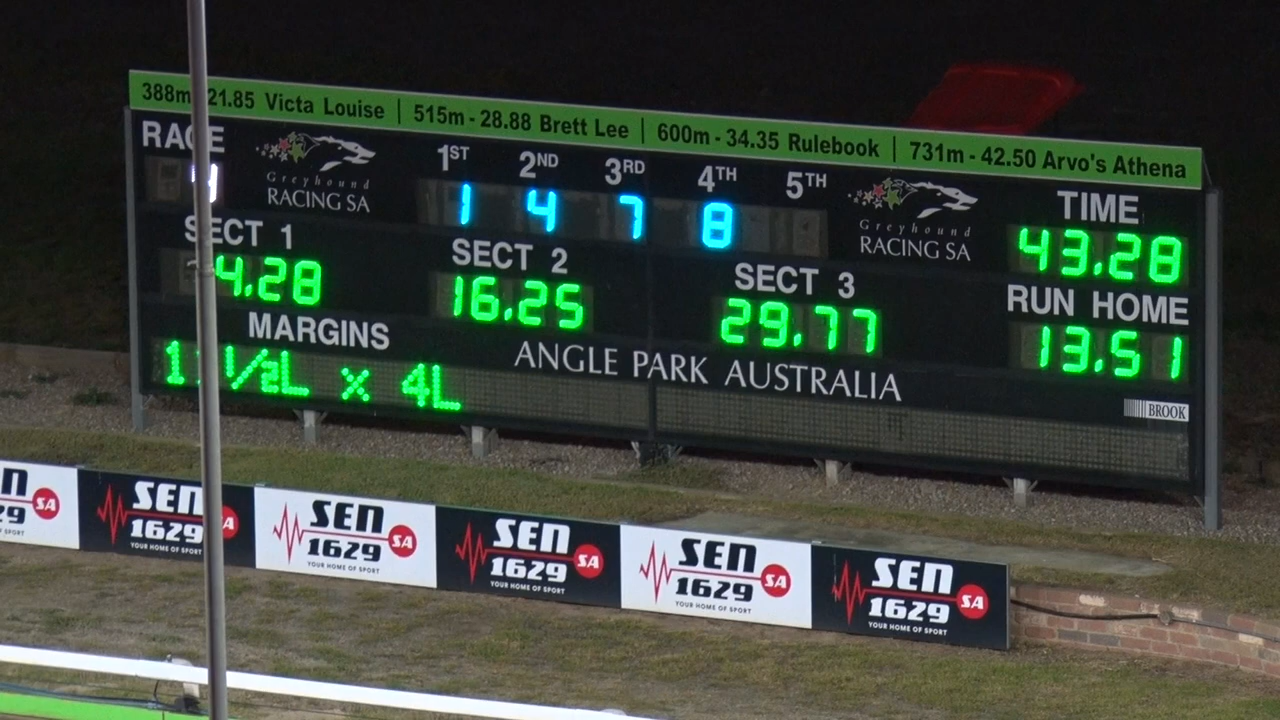 388m 21.85 Victa Louise | 515m - 28.88 Brett Lee | 600m - 34.35 Rulebook | 731m - 42.50 Arvo's Athena
RACE
4
Greyhound
RACING SA
1ST 2ND 3RD 4TH 5TH
1 4 7 8
Greyhound
RACING SA
TIME
43.28
SECT 1
4.28
SECT 2
16.25
SECT 3
29.77
RUN HOME
13.51
MARGINS
1 1/2L x 4L
ANGLE PARK AUSTRALIA
BROOK
SA
SEN
1629
YOUR HOME OF SPORT
SEN
1629 SA
YOUR HOME OF SPORT
SEN
1629 SA
YOUR HOME OF SPORT
SEN
1629 SA
YOUR HOME OF SPORT
SEN
1629 SA
YOUR HOME OF SPORT